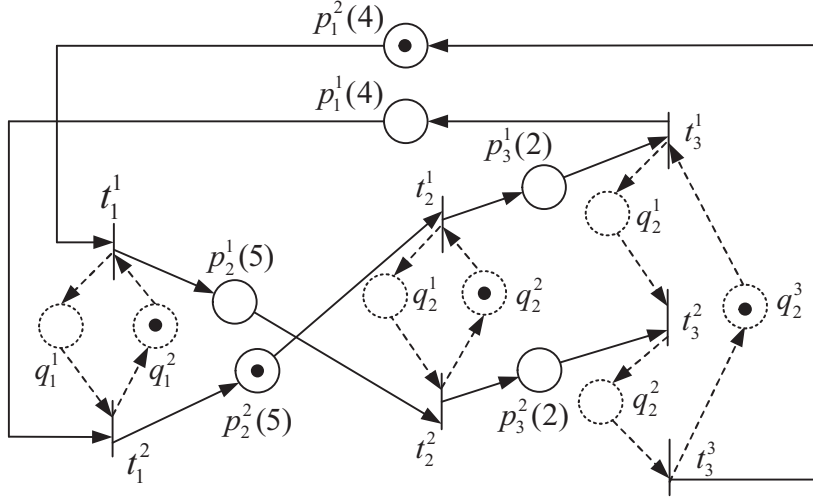 p_1^2(4)
p_1^1(4)
t_3^1
p_3^1(2)
t_2^1
t_1^1
q_2^1
p_2^1(5)
q_2^1
q_2^2
q_2^3
t_3^2
q_1^1
q_1^2
q_2^2
p_2^2(5)
p_3^2(2)
t_1^2
t_2^2
t_3^3